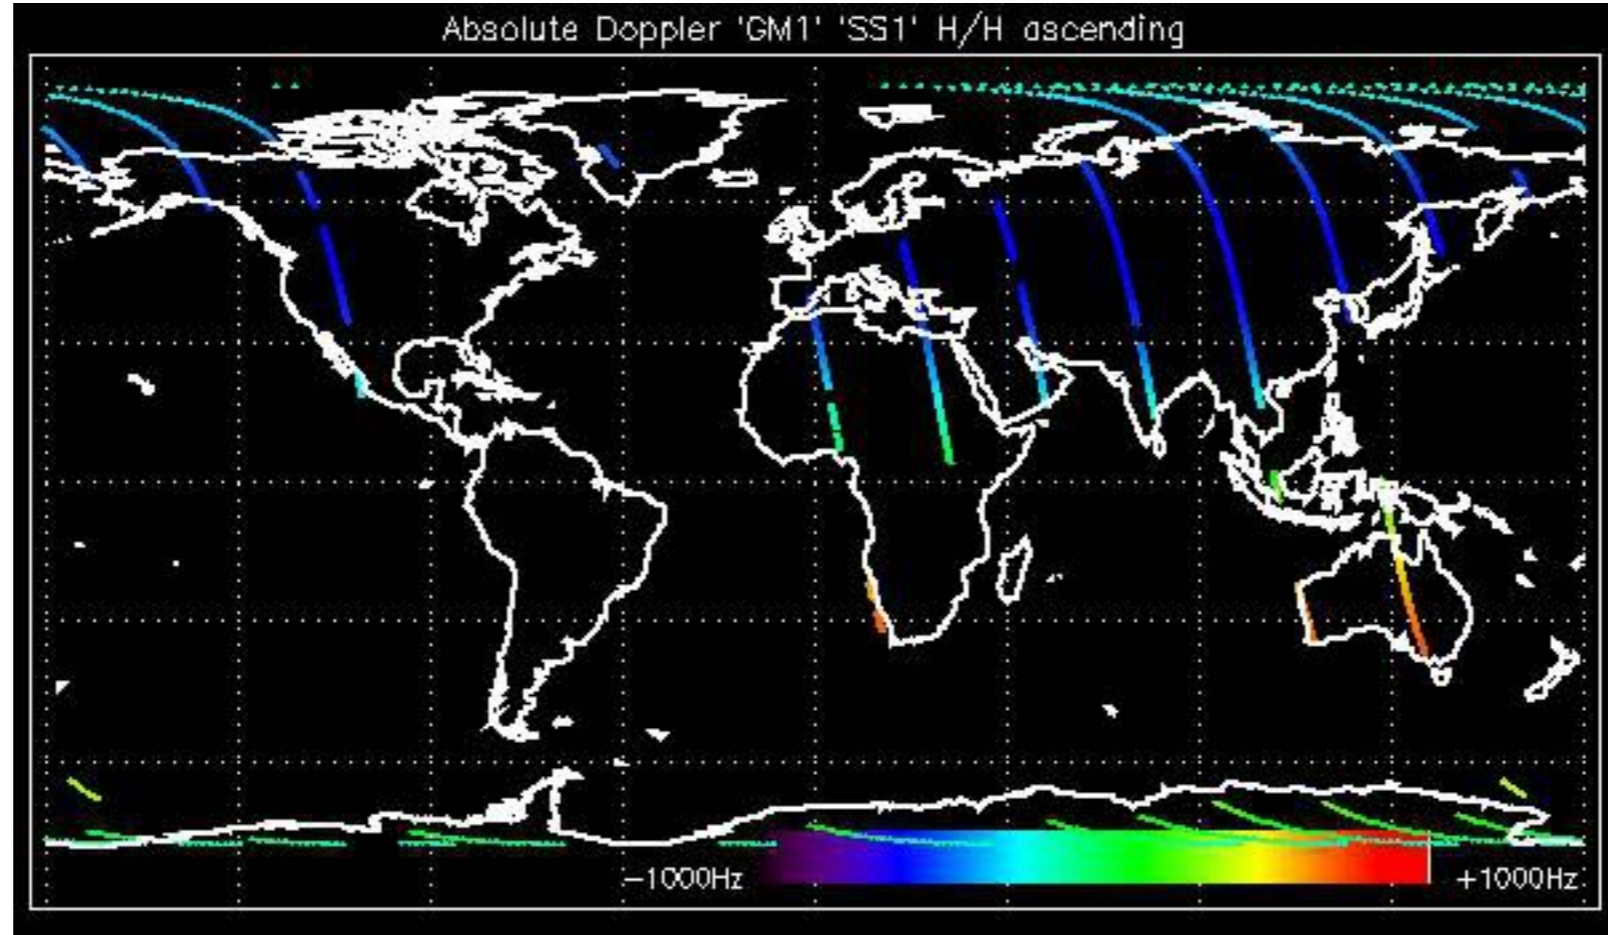 Absolute Doppler 'GM1' 'SS1' H/H ascending
-1000Hz
+1000Hz